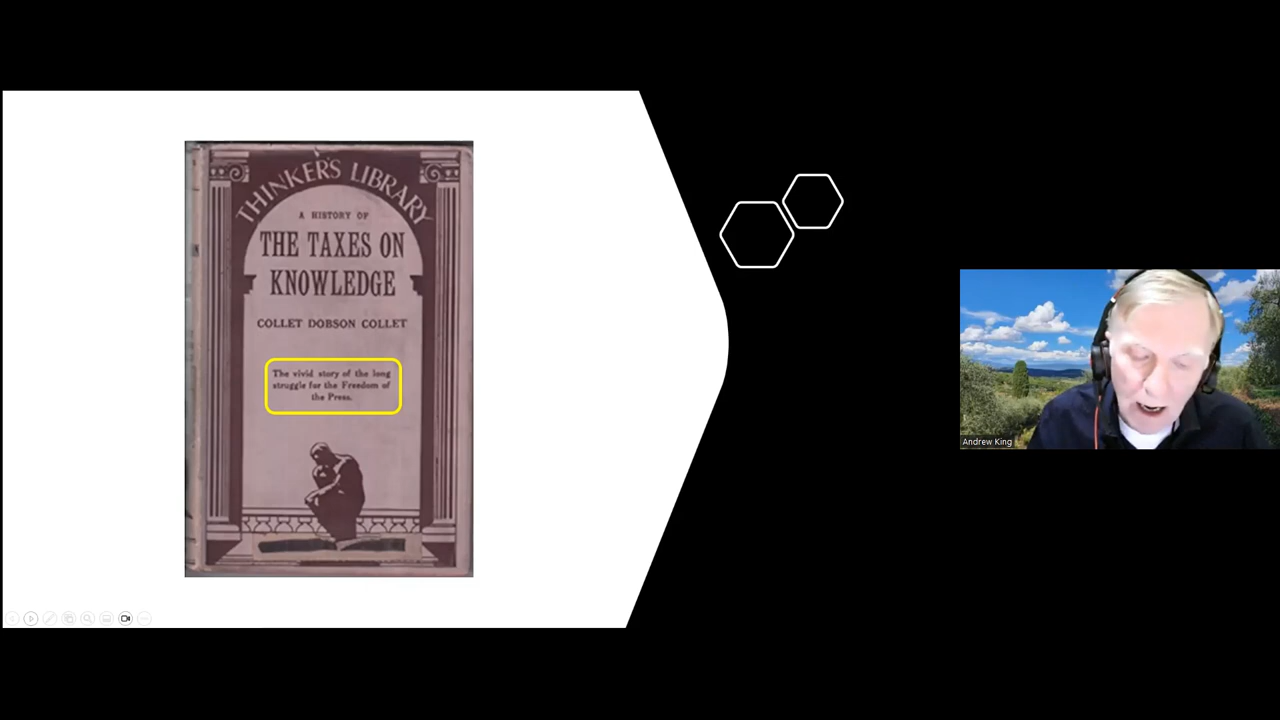 THINKER'S LIBRARY
A HISTORY OF
THE TAXES ON
KNOWLEDGE
COLLET DOBSON COLLET
The vivid story of the long
struggle for the Freedom of
the Press.
Andrew King